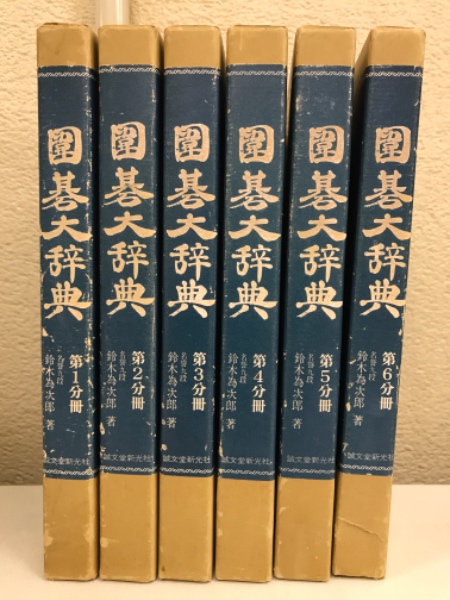 圍碁大辞典
第1分冊
名誉九段
鈴木為次郎 著
誠文堂新光社
圍碁大辞典
第2分冊
名誉九段
鈴木為次郎 著
誠文堂新光社
圍碁大辞典
第3分冊
名誉九段
鈴木為次郎 著
誠文堂新光社
圍碁大辞典
第4分冊
名誉九段
鈴木為次郎 著
誠文堂新光社
圍碁大辞典
第5分冊
名誉九段
鈴木為次郎 著
誠文堂新光社
圍碁大辞典
第6分冊
名誉九段
鈴木為次郎 著
誠文堂新光社